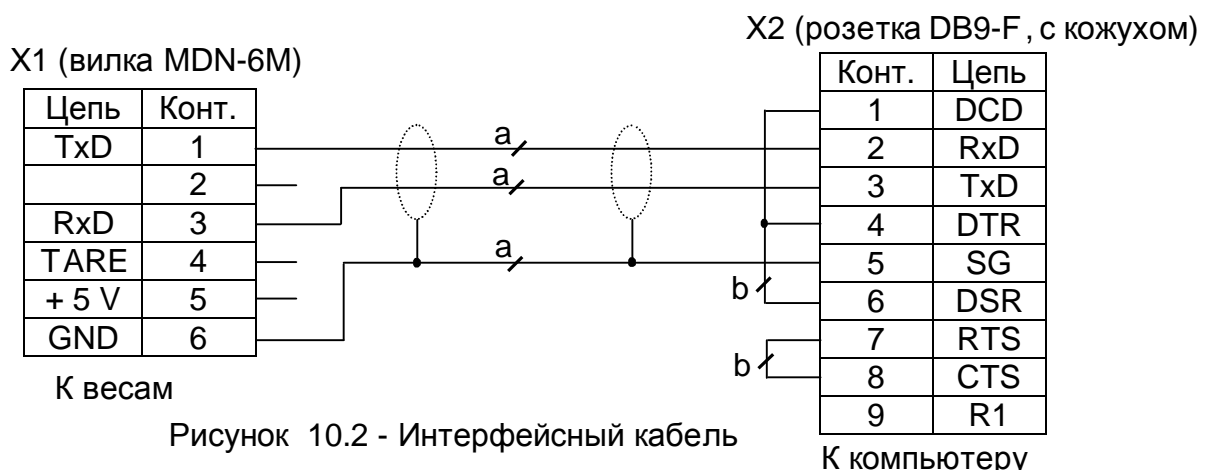 X2 (розетка DB9-F, с кожухом)
X1 (вилка MDN-6M)
Цепь Конт.
TxD 1
2
RxD 3
TARE 4
+ 5 V 5
GND 6
К весам
a
a
a
b
b
Конт. Цепь
1 DCD
2 RxD
3 TxD
4 DTR
5 SG
6 DSR
7 RTS
8 CTS
9 R1
К компьютеру
Рисунок 10.2 - Интерфейсный кабель